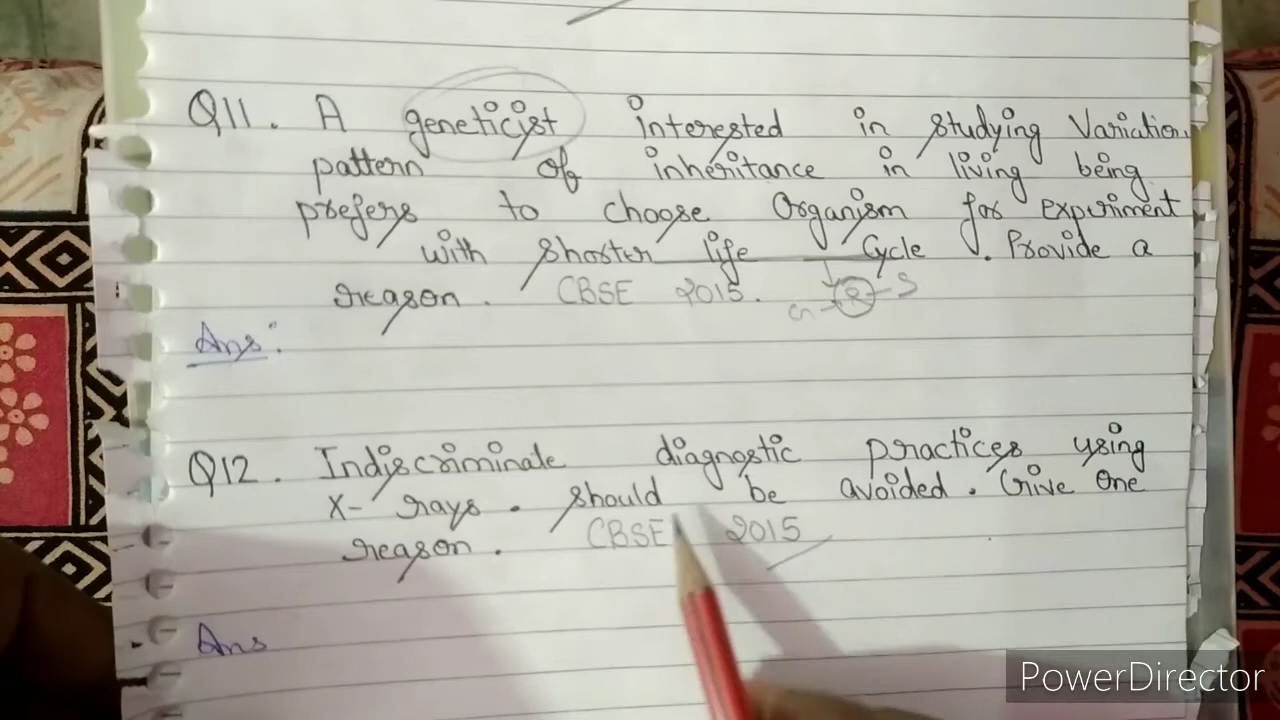 Q11. A geneticist interested in studying Variation,
pattern of inheritance in living being
prefers to choose Organism for experiment
with shorter life cycle. Provide a
reason. CBSE 2015.
G R S
Ans:
Q12. Indiscriminate diagnostic practices using
X-rays. should be avoided. Give One
reason. CBSE 2015
Ans
PowerDirector